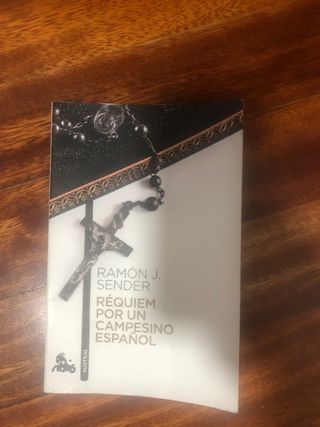 RAMÓN J.
SENDER
RÉQUIEM
POR UN
CAMPESINO
ESPAÑOL
AUSTRAL